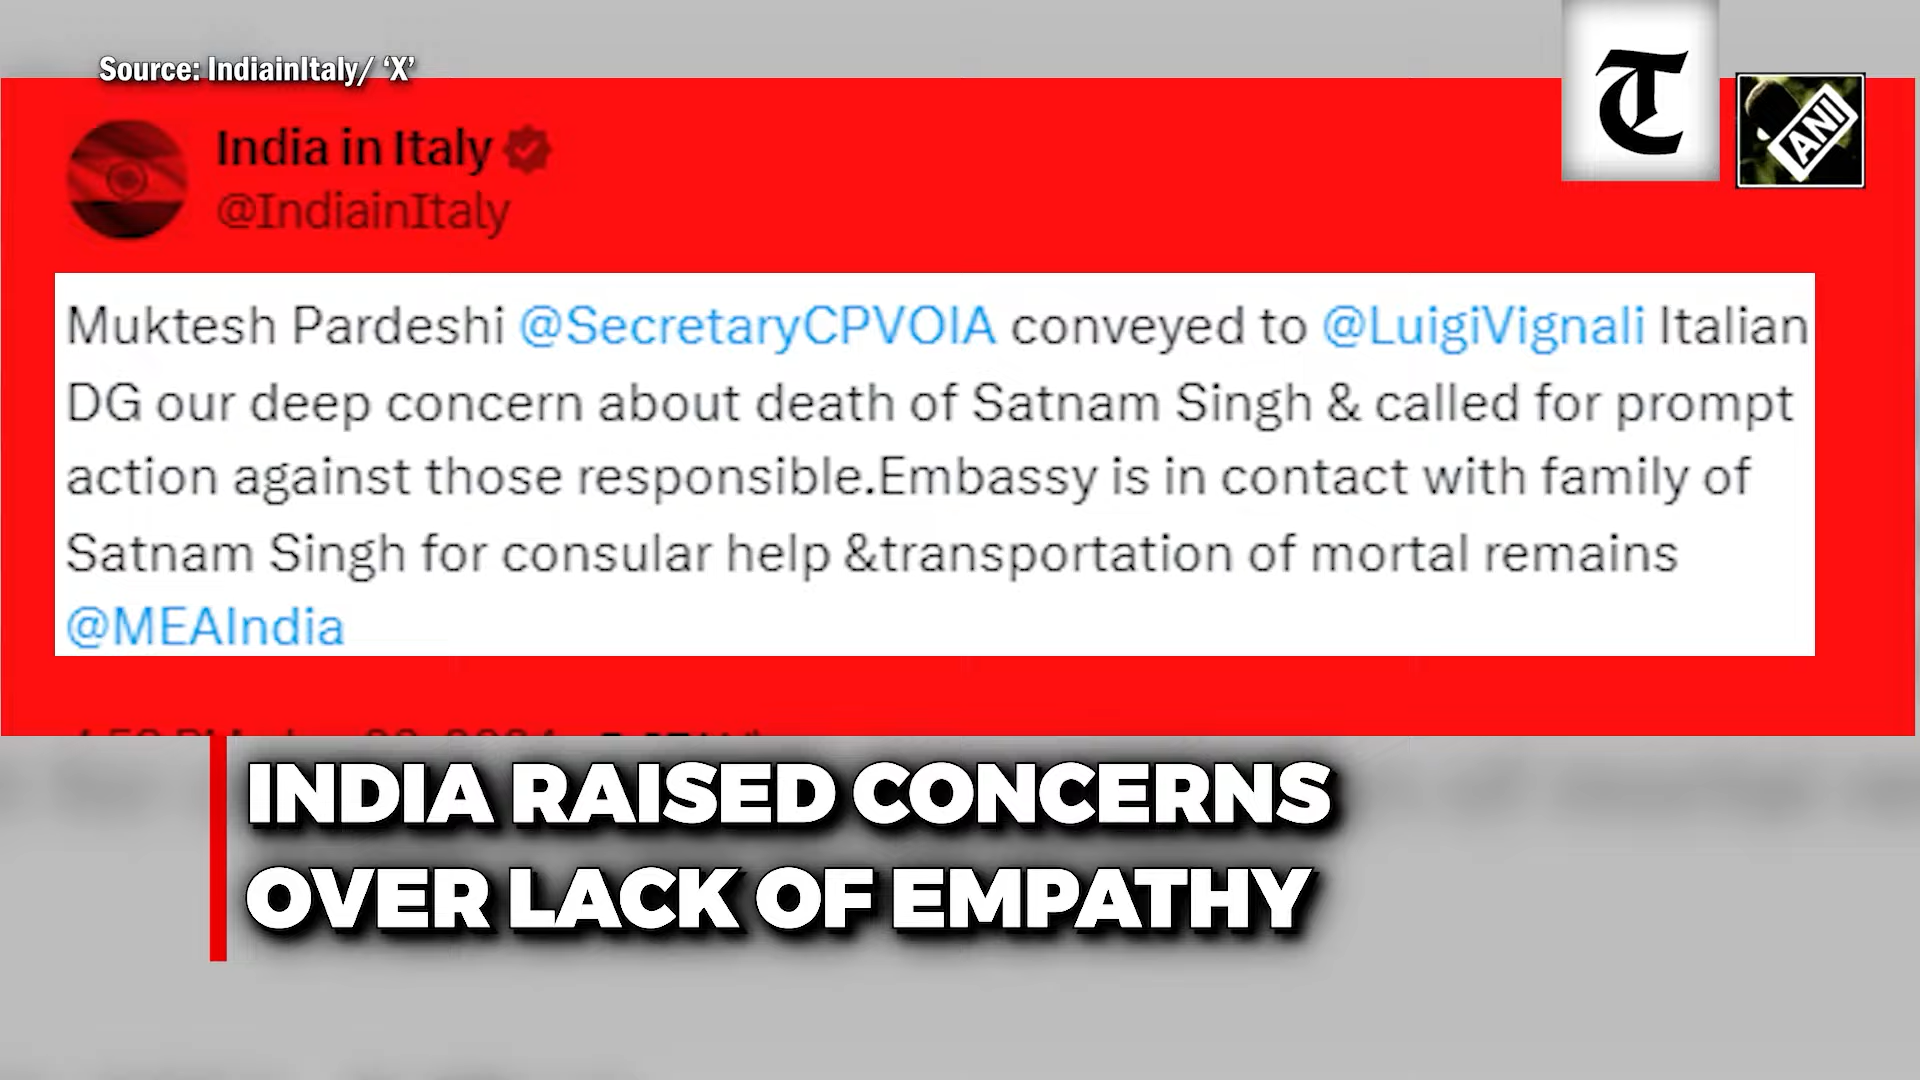 Source: IndiainItaly/ ‘X’
T
ANI
India in Italy
@IndiainItaly
Muktesh Pardeshi @SecretaryCPVOIA conveyed to @LuigiVignali Italian
DG our deep concern about death of Satnam Singh & called for prompt
action against those responsible.Embassy is in contact with family of
Satnam Singh for consular help &transportation of mortal remains
@MEAIndia
INDIA RAISED CONCERNS
OVER LACK OF EMPATHY